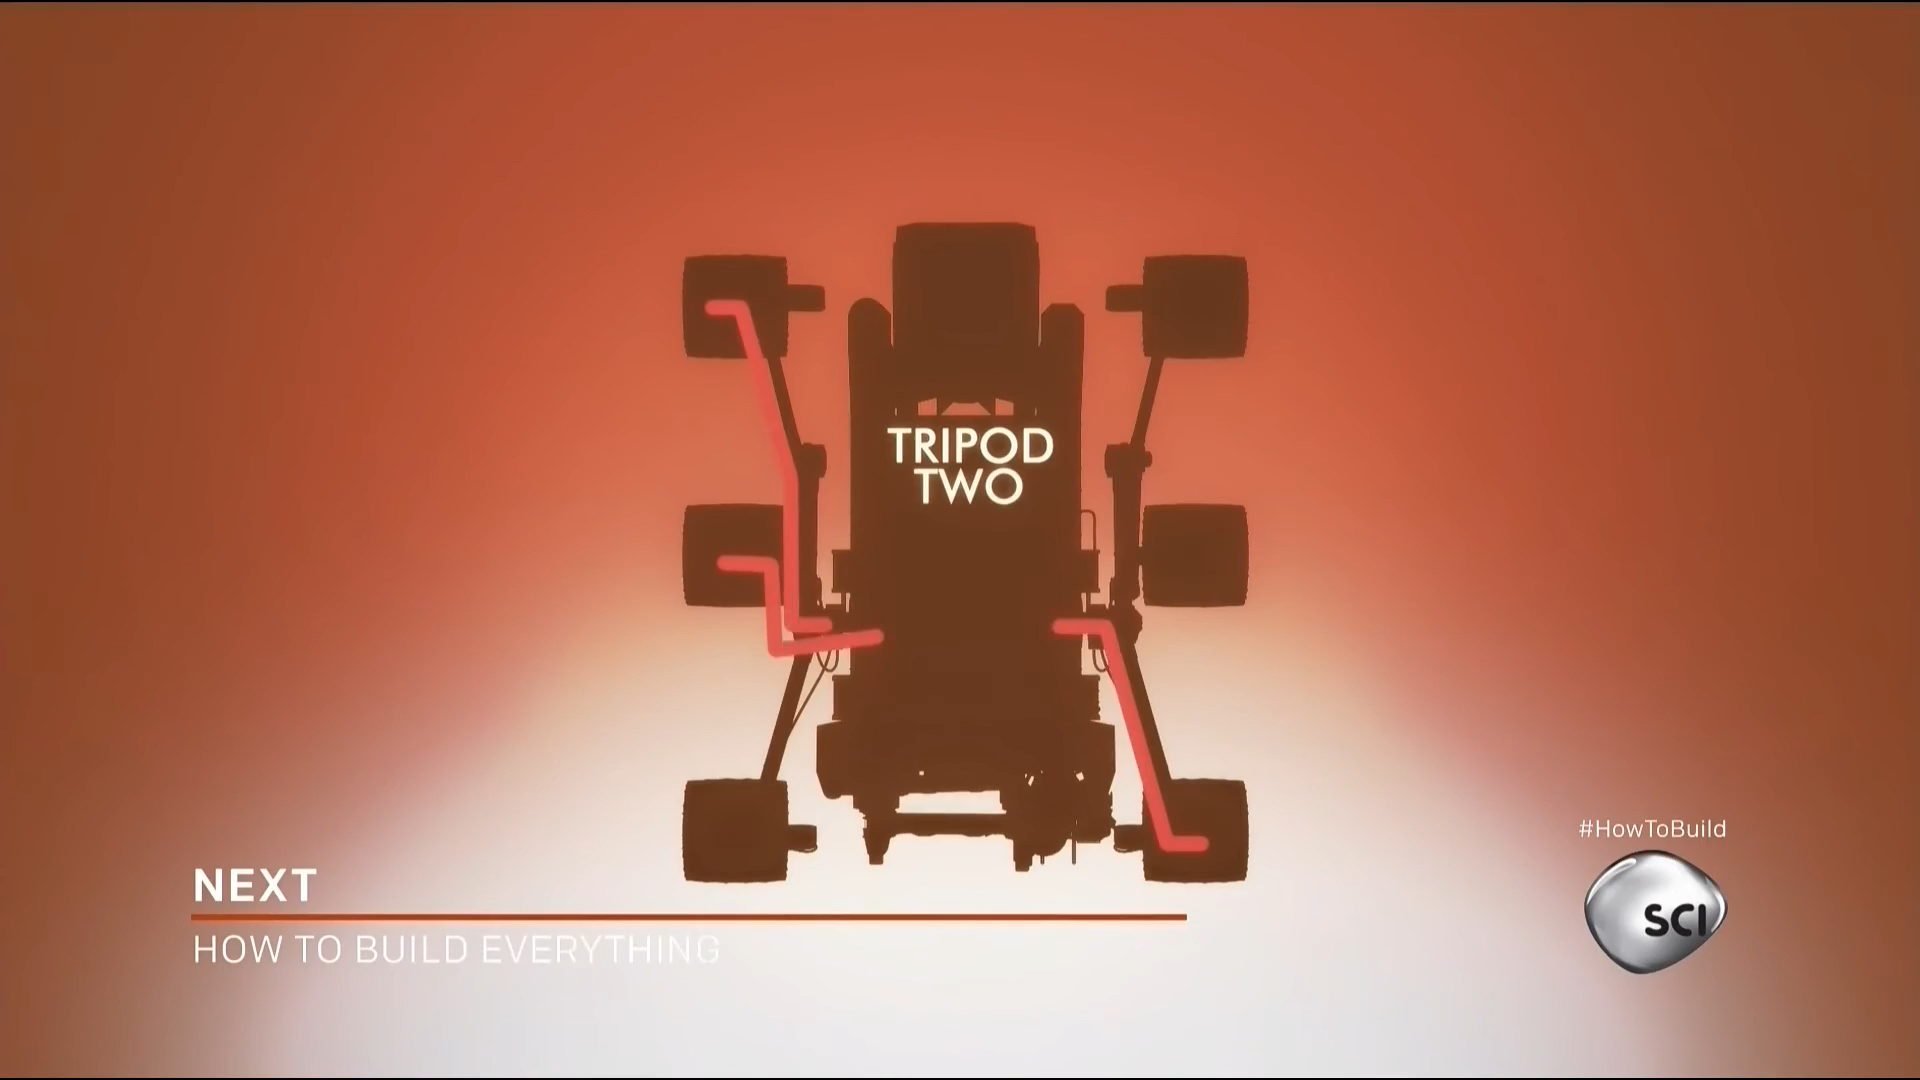 TRIPOD
TWO
#HowToBuild
NEXT
SCI
HOW TO BUILD EVERYTHING